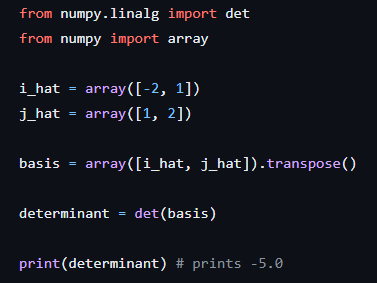 from numpy.linalg import det
from numpy import array
i_hat = array([-2, 1])
j_hat = array([1, 2])
basis = array([i_hat, j_hat]).transpose()
determinant = det(basis)
print(determinant) # prints -5.0